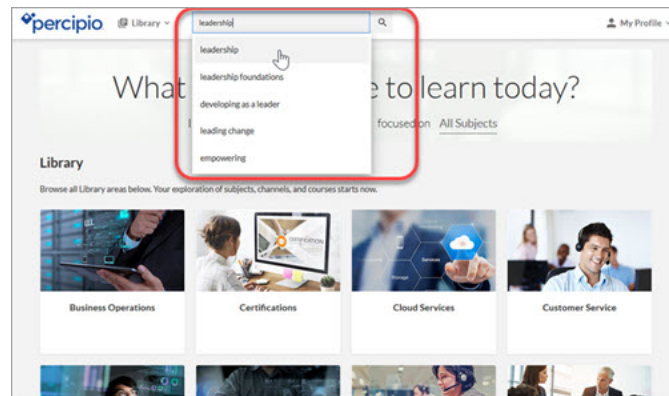 percipio Library leadership My Profile
leadership
leadership foundations
developing as a leader
leading change
empowering
What e to learn today?
focused on All Subjects
Library
Browse all Library areas below. Your exploration of subjects, channels, and courses starts now.
CERTIFICATION
Services
Storage
Business Operations Certifications Cloud Services Customer Service